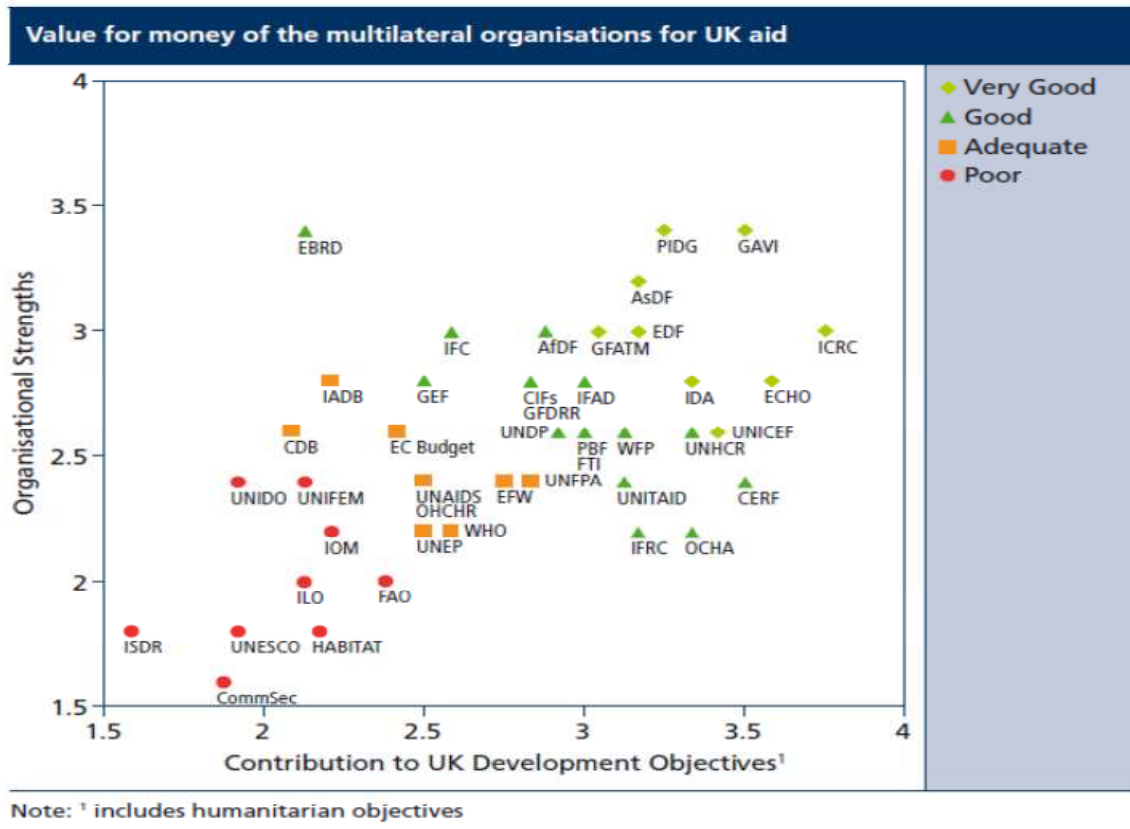 Value for money of the multilateral organisations for UK aid
Very Good
Good
Adequate
Poor
Organisational Strengths
4
3.5
3
2.5
2
1.5
EBRD
PIDG
GAVI
AsDF
IFC
AfDF
GFATM
EDF
ICRC
IADB
GEF
CIFs
GFDRR
IFAD
IDA
ECHO
CDB
EC Budget
UNDP
PBF
FTI
WFP
UNHCR
UNICEF
UNIDO
UNIFEM
UNAIDS
OHCHR
EFW
UNFPA
UNITAID
CERF
IOM
UNEP
WHO
IFRC
OCHA
ILO
FAO
ISDR
UNESCO
HABITAT
CommSec
1.5
2
2.5
3
3.5
4
Contribution to UK Development Objectives¹
Note: ¹ includes humanitarian objectives